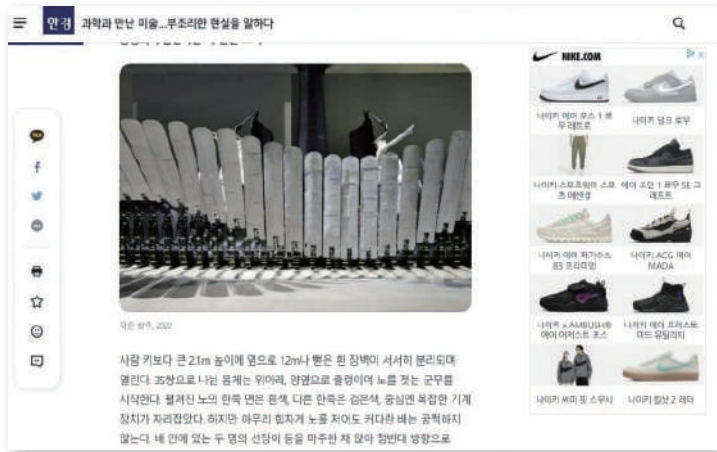 안경 과학과 만난 미술...부조리한 현실을 말하다
작은 방주, 2022
사람 키보다 큰 2.1m 높이에 옆으로 12m나 뻗은 흰 장벽이 서서히 분리되며
열린다. 35쌍으로 나뉜 몸체는 위아래, 양옆으로 출렁이며 노를 젓는 군무를
시작한다. 펼쳐진 노의 한쪽 면은 흰색, 다른 한쪽은 검은색, 중심엔 복잡한 기계
장치가 자리잡았다. 하지만 아무리 힘차게 노를 저어도 커다란 배는 꿈쩍하지
않는다. 배 안에 있는 두 명의 선장이 등을 마주한 채 앉아 정반대 방향으로
NIKE.COM
나이키 에어 포스 1 로우 레트로
나이키 덩크 로우
나이키 스포츠웨어 스포츠 에센셜
에어 조던 1 로우 SE 크래프트
나이키 에어 페가수스 83 프리미엄
나이키 ACG 에어 MADA
나이키 x AMBUSH® 에어 어저스트 포스
나이키 에어 포스
미드 유틸리티
나이키 써미 핏 스무시
나이키 킬샷 2 레더